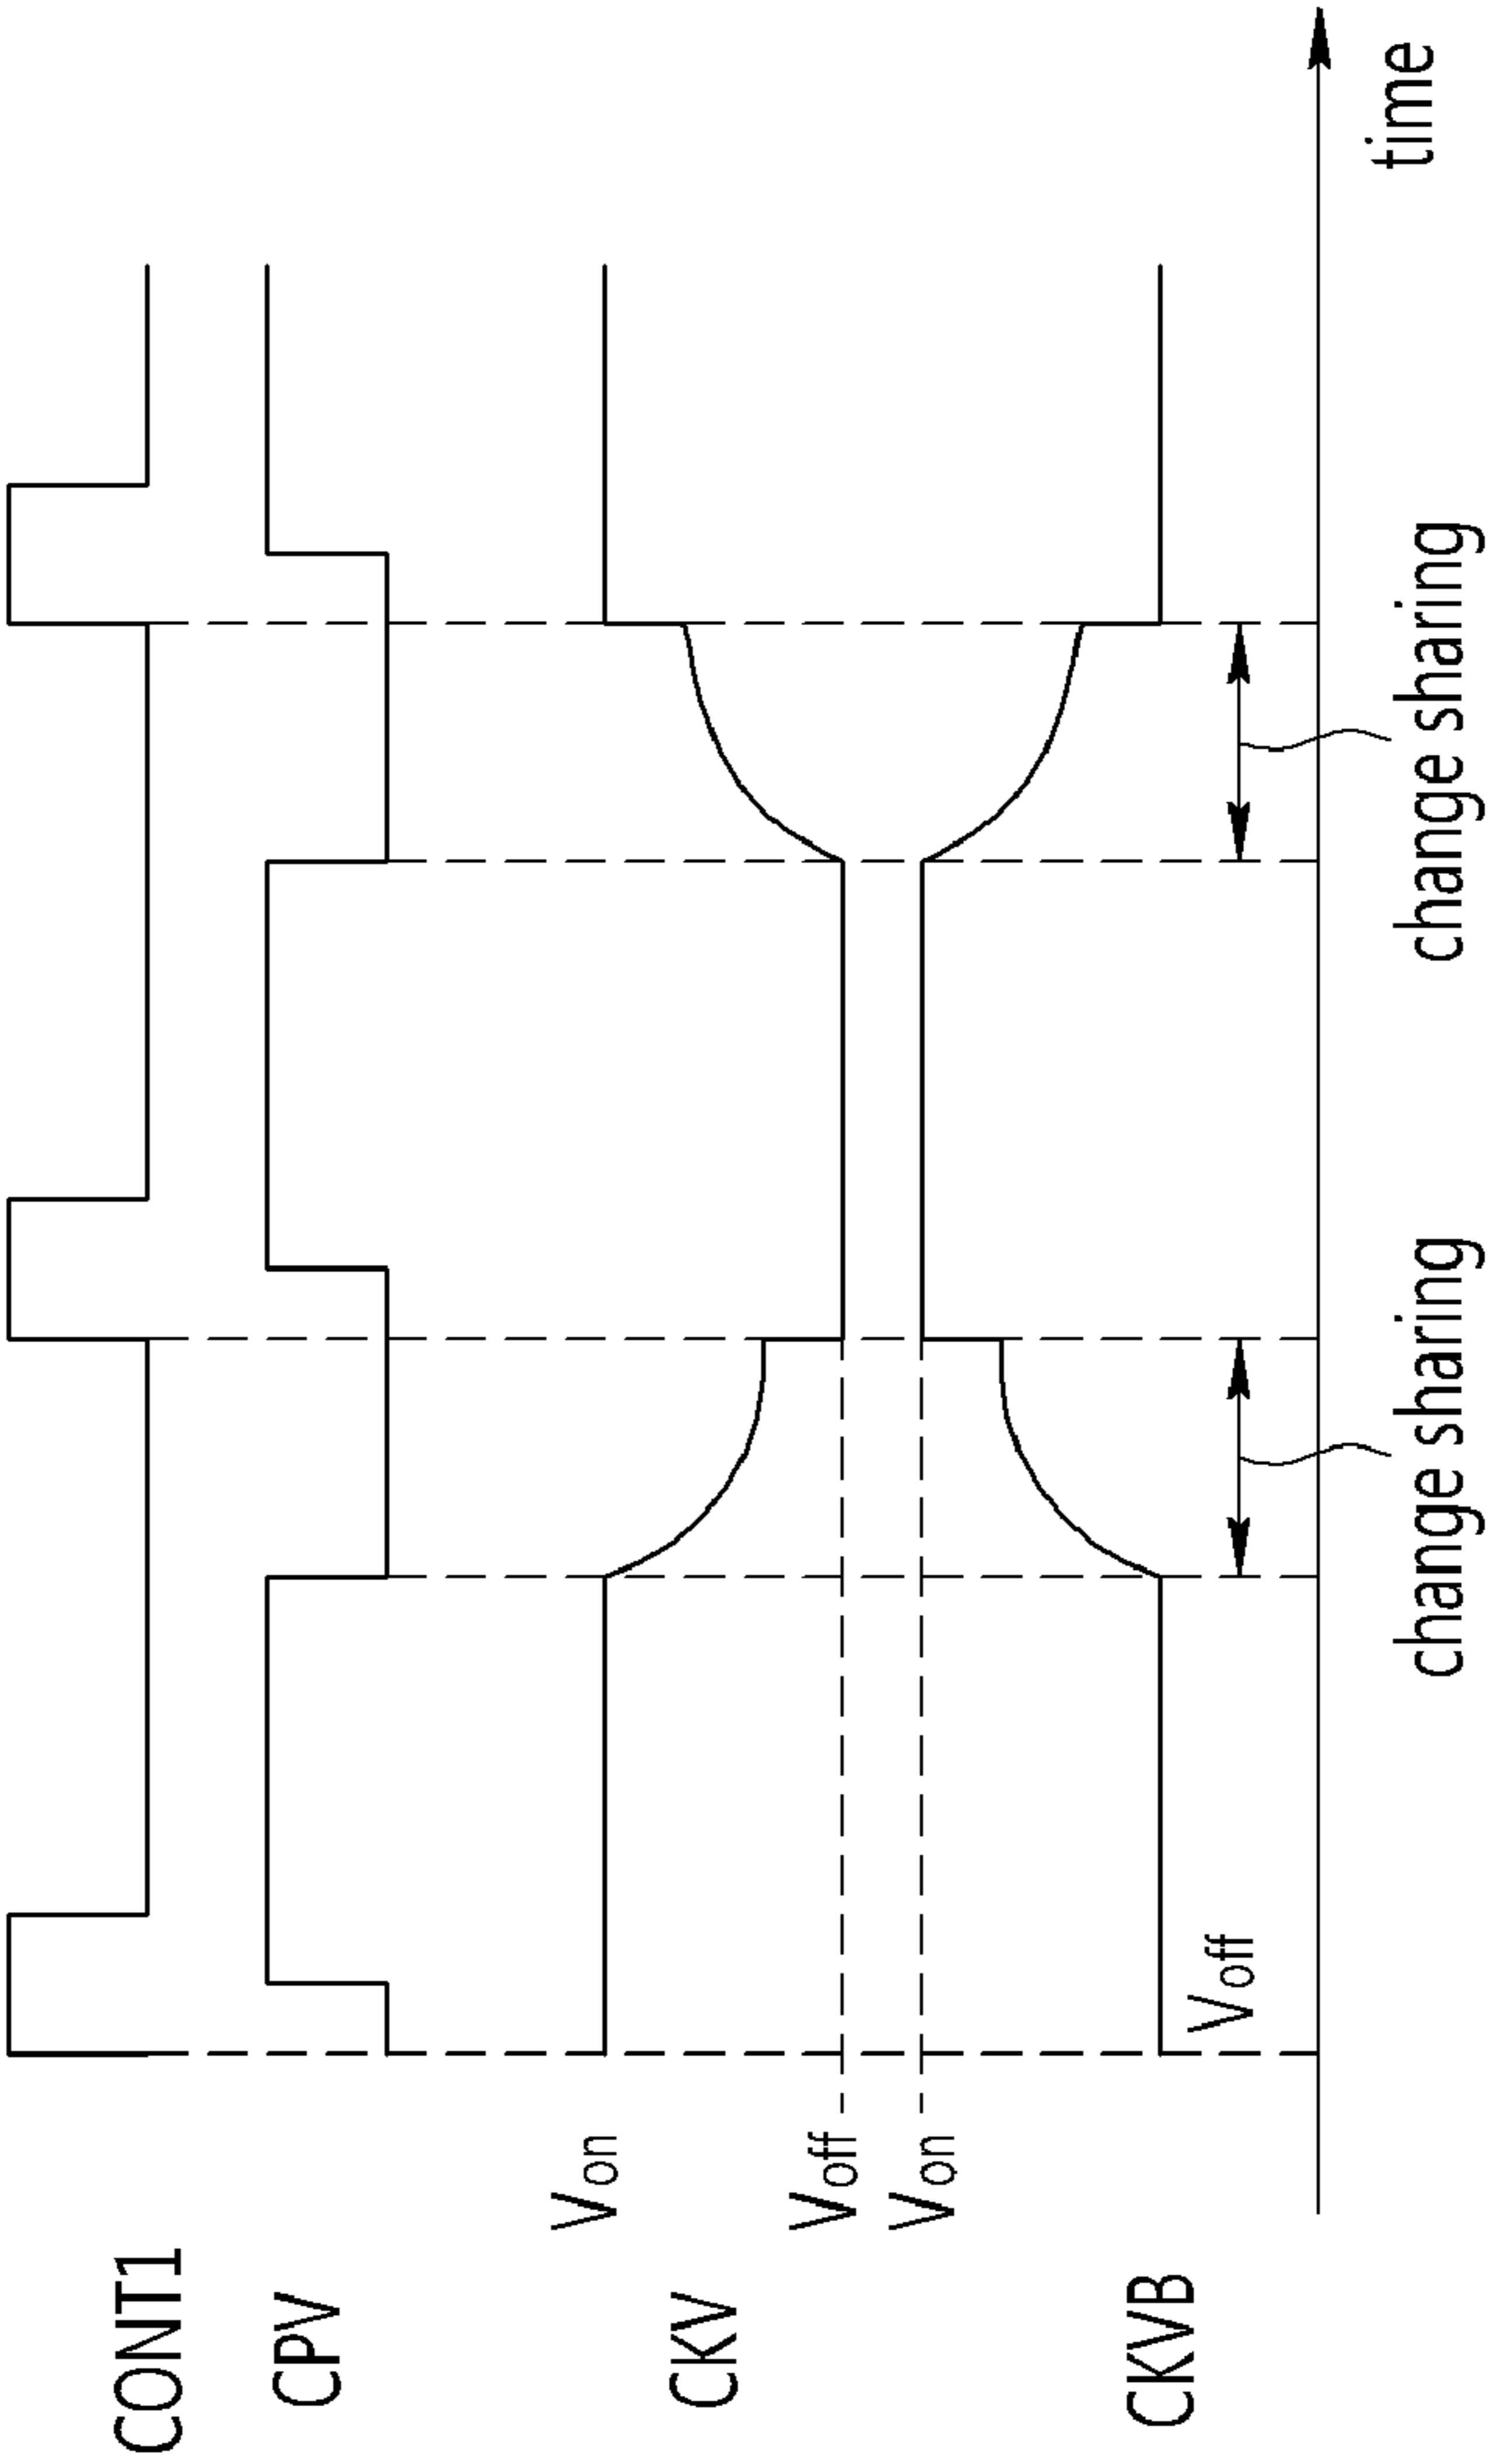 CONT1
CPV
Von
CKV
Voff
Von
CKVB
Voff
change sharing
change sharing
time